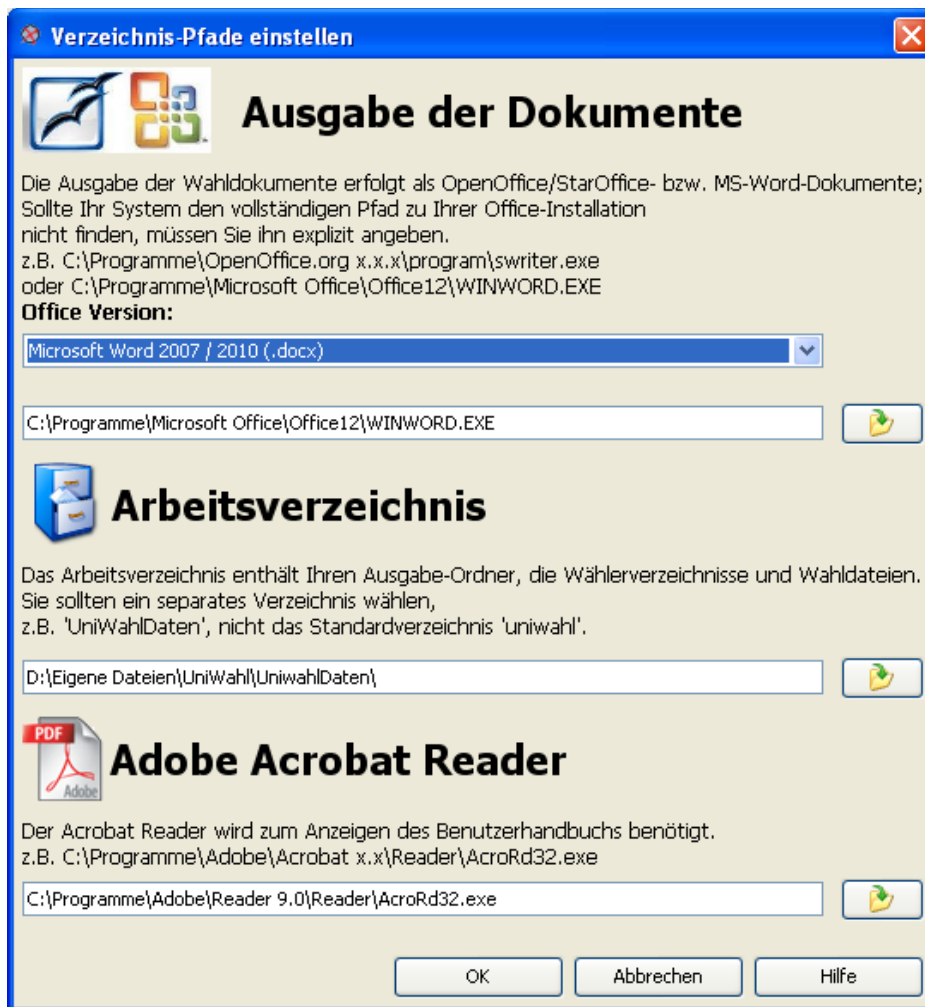 Verzeichnis-Pfade einstellen
Ausgabe der Dokumente
Die Ausgabe der Wahldokumente erfolgt als OpenOffice/StarOffice- bzw. MS-Word-Dokumente;
Sollte Ihr System den vollständigen Pfad zu Ihrer Office-Installation
nicht finden, müssen Sie ihn explizit angeben.
z.B. C:\Programme\OpenOffice.org x.x.x\program\swriter.exe
oder C:\Programme\Microsoft Office\Office12\WINWORD.EXE
Office Version:
Microsoft Word 2007 / 2010 (.docx)
C:\Programme\Microsoft Office\Office12\WINWORD.EXE
Arbeitsverzeichnis
Das Arbeitsverzeichnis enthält Ihren Ausgabe-Ordner, die Wählerverzeichnisse und Wahldateien.
Sie sollten ein separates Verzeichnis wählen,
z.B. 'UniWahlDaten', nicht das Standardverzeichnis 'uniwahl'.
D:\Eigene Dateien\UniWahl\UniwahlDaten\
PDF
Adobe
Adobe Acrobat Reader
Der Acrobat Reader wird zum Anzeigen des Benutzerhandbuchs benötigt.
z.B. C:\Programme\Adobe\Acrobat x.x\Reader\AcroRd32.exe
C:\Programme\Adobe\Reader 9.0\Reader\AcroRd32.exe
OK Abbrechen Hilfe